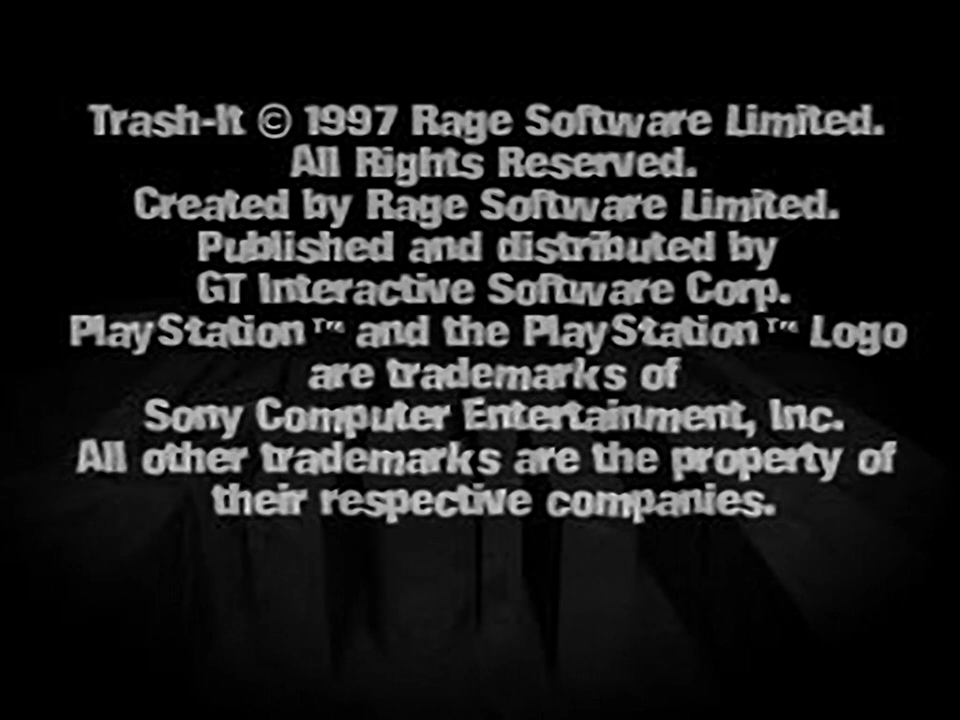 Trash-It © 1997 Rage Software Limited.
All Rights Reserved.
Created by Rage Software Limited.
Published and distributed by
GT Interactive Software Corp.
PlayStation™ and the PlayStation™ Logo
are trademarks of
Sony Computer Entertainment, Inc.
All other trademarks are the property of
their respective companies.